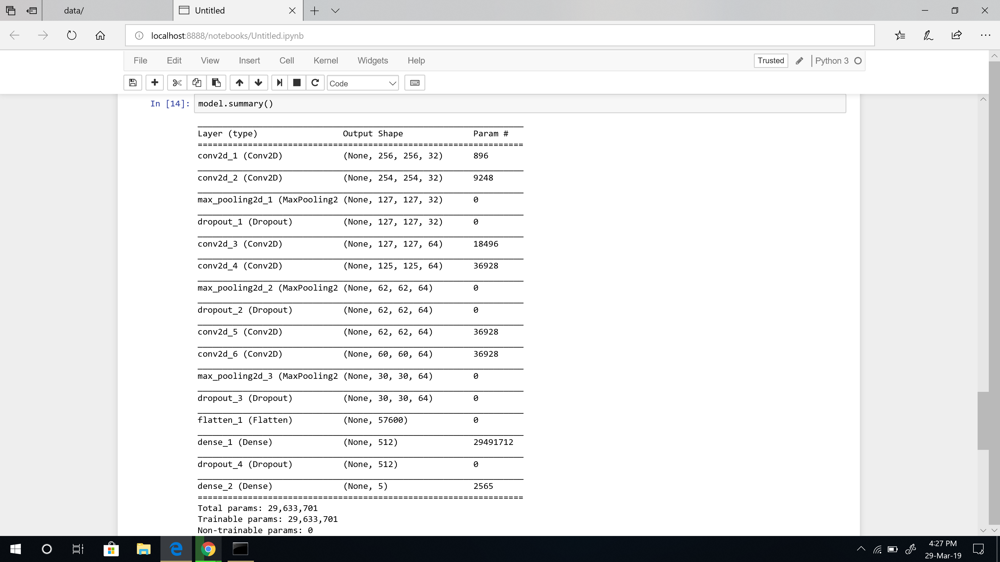 data/
Untitled
localhost:8888/notebooks/Untitled.ipynb
File Edit View Insert Cell Kernel Widgets Help
Trusted
Python 3
Code
In [14]: model.summary()
_________________________________________________________________
Layer (type) Output Shape Param #
=================================================================
conv2d_1 (Conv2D) (None, 256, 256, 32) 896
_________________________________________________________________
conv2d_2 (Conv2D) (None, 254, 254, 32) 9248
_________________________________________________________________
max_pooling2d_1 (MaxPooling2 (None, 127, 127, 32) 0
_________________________________________________________________
dropout_1 (Dropout) (None, 127, 127, 32) 0
_________________________________________________________________
conv2d_3 (Conv2D) (None, 127, 127, 64) 18496
_________________________________________________________________
conv2d_4 (Conv2D) (None, 125, 125, 64) 36928
_________________________________________________________________
max_pooling2d_2 (MaxPooling2 (None, 62, 62, 64) 0
_________________________________________________________________
dropout_2 (Dropout) (None, 62, 62, 64) 0
_________________________________________________________________
conv2d_5 (Conv2D) (None, 62, 62, 64) 36928
_________________________________________________________________
conv2d_6 (Conv2D) (None, 60, 60, 64) 36928
_________________________________________________________________
max_pooling2d_3 (MaxPooling2 (None, 30, 30, 64) 0
_________________________________________________________________
dropout_3 (Dropout) (None, 30, 30, 64) 0
_________________________________________________________________
flatten_1 (Flatten) (None, 57600) 0
_________________________________________________________________
dense_1 (Dense) (None, 512) 29491712
_________________________________________________________________
dropout_4 (Dropout) (None, 512) 0
_________________________________________________________________
dense_2 (Dense) (None, 5) 2565
=================================================================
Total params: 29,633,701
Trainable params: 29,633,701
Non-trainable params: 0
4:27 PM
29-Mar-19